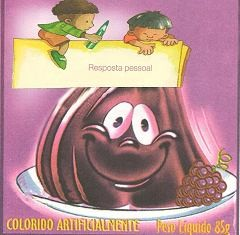 Resposta pessoal
COLORIDO ARTIFICIALMENTE Peso Líquido 85g